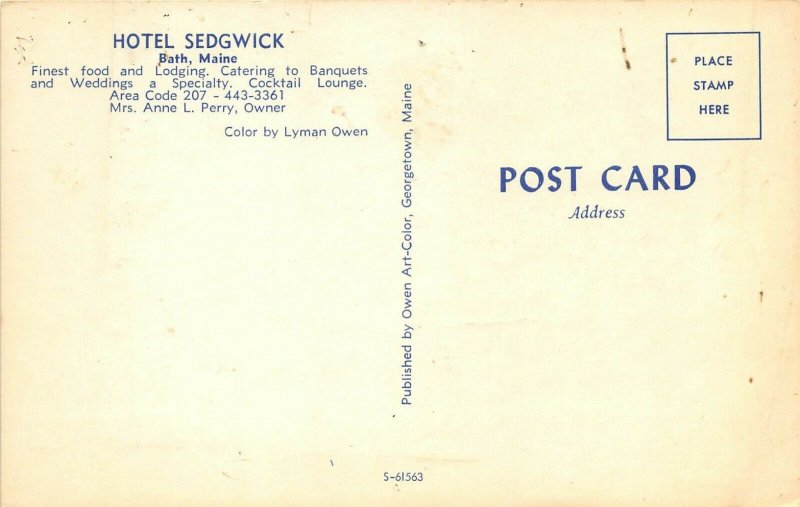 HOTEL SEDGWICK
Bath, Maine
Finest food and Lodging. Catering to Banquets
and Weddings a Specialty. Cocktail Lounge.
Area Code 207 - 443-3361
Mrs. Anne L. Perry, Owner
Color by Lyman Owen
Published by Owen Art-Color, Georgetown, Maine
PLACE
STAMP
HERE
POST CARD
Address
S-61563